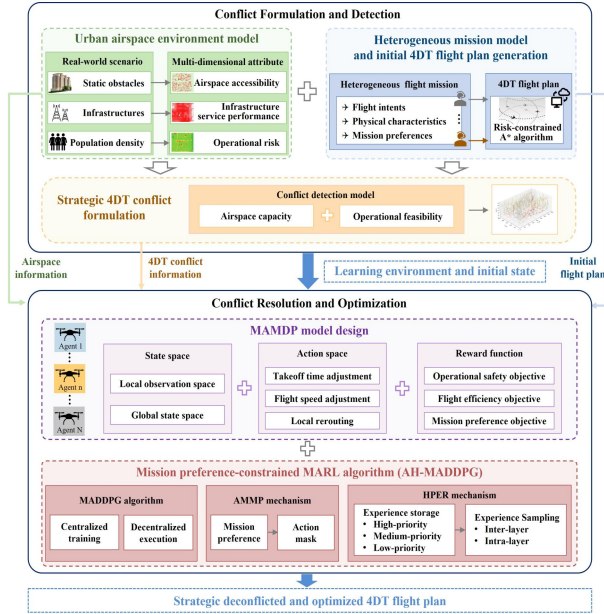 Conflict Formulation and Detection
Urban airspace environment model
Real-world scenario
Multi-dimensional attribute
Static obstacles
Airspace accessibility
Infrastructures
Infrastructure
service performance
Population density
Operational risk
Heterogeneous mission model
and initial 4DT flight plan generation
Heterogeneous flight mission
Flight intents
Physical characteristics
Mission preferences
4DT flight plan
Risk-constrained
A* algorithm
Strategic 4DT conflict
formulation
Conflict detection model
Airspace capacity
Operational feasibility
Airspace
information
4DT conflict
information
Learning environment and initial state
Initial
flight plan
Conflict Resolution and Optimization
MAMDP model design
Agent 1
Agent n
Agent N
State space
Local observation space
Global state space
Action space
Takeoff time adjustment
Flight speed adjustment
Local rerouting
Reward function
Operational safety objective
Flight efficiency objective
Mission preference objective
Mission preference-constrained MARL algorithm (AH-MADDPG)
MADDPG algorithm
Centralized
training
Decentralized
execution
AMMP mechanism
Mission
preference
Action
mask
HPER mechanism
Experience storage
• High-priority
• Medium-priority
• Low-priority
Experience Sampling
• Inter-layer
• Intra-layer
Strategic deconflicted and optimized 4DT flight plan